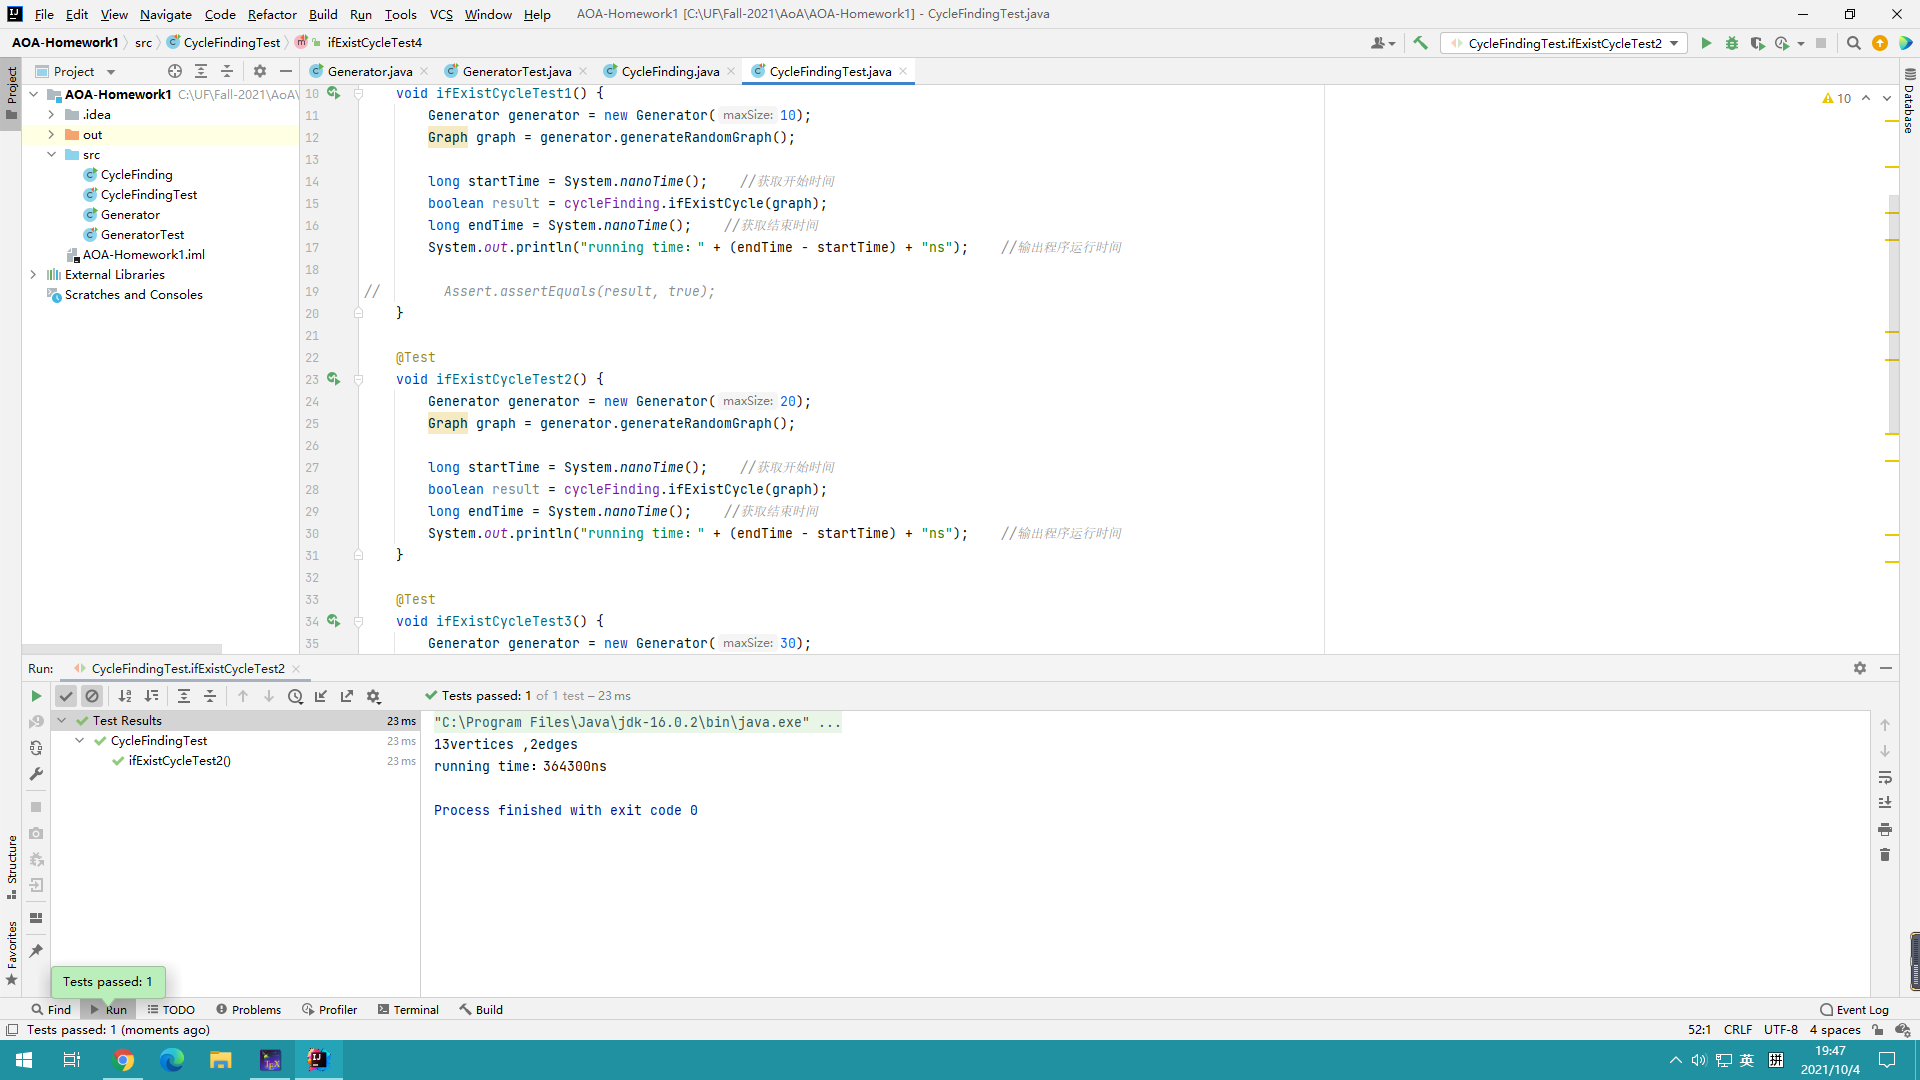 File Edit View Navigate Code Refactor Build Run Tools VCS Window Help AOA-Homework1 [C:\UF\Fall-2021\AoA\AOA-Homework1] - CycleFindingTest.java
AOA-Homework1 src CycleFindingTest ifExistCycleTest4
CycleFindingTest.ifExistCycleTest2
Project
Generator.java GeneratorTest.java CycleFinding.java CycleFindingTest.java
Project
AOA-Homework1 C:\UF\Fall-2021\AoA\
.idea
out
src
CycleFinding
CycleFindingTest
Generator
GeneratorTest
AOA-Homework1.iml
External Libraries
Scratches and Consoles
10 void ifExistCycleTest1() {
11 Generator generator = new Generator( maxSize: 10);
12 Graph graph = generator.generateRandomGraph();
13
14 long startTime = System.nanoTime(); //获取开始时间
15 boolean result = cycleFinding.ifExistCycle(graph);
16 long endTime = System.nanoTime(); //获取结束时间
17 System.out.println("running time：" + (endTime - startTime) + "ns"); //输出程序运行时间
18
19 // Assert.assertEquals(result, true);
20 }
21
22 @Test
23 void ifExistCycleTest2() {
24 Generator generator = new Generator( maxSize: 20);
25 Graph graph = generator.generateRandomGraph();
26
27 long startTime = System.nanoTime(); //获取开始时间
28 boolean result = cycleFinding.ifExistCycle(graph);
29 long endTime = System.nanoTime(); //获取结束时间
30 System.out.println("running time：" + (endTime - startTime) + "ns"); //输出程序运行时间
31 }
32
33 @Test
34 void ifExistCycleTest3() {
35 Generator generator = new Generator( maxSize: 30);
10
Database
Run: CycleFindingTest.ifExistCycleTest2
Tests passed: 1 of 1 test – 23 ms
Test Results 23 ms
CycleFindingTest 23 ms
ifExistCycleTest2() 23 ms
"C:\Program Files\Java\jdk-16.0.2\bin\java.exe" ...
13vertices ,2edges
running time：364300ns
Process finished with exit code 0
Structure
Favorites
Tests passed: 1
Find Run TODO Problems Profiler Terminal Build Event Log
Tests passed: 1 (moments ago) 52:1 CRLF UTF-8 4 spaces
英 拼 19:47
2021/10/4